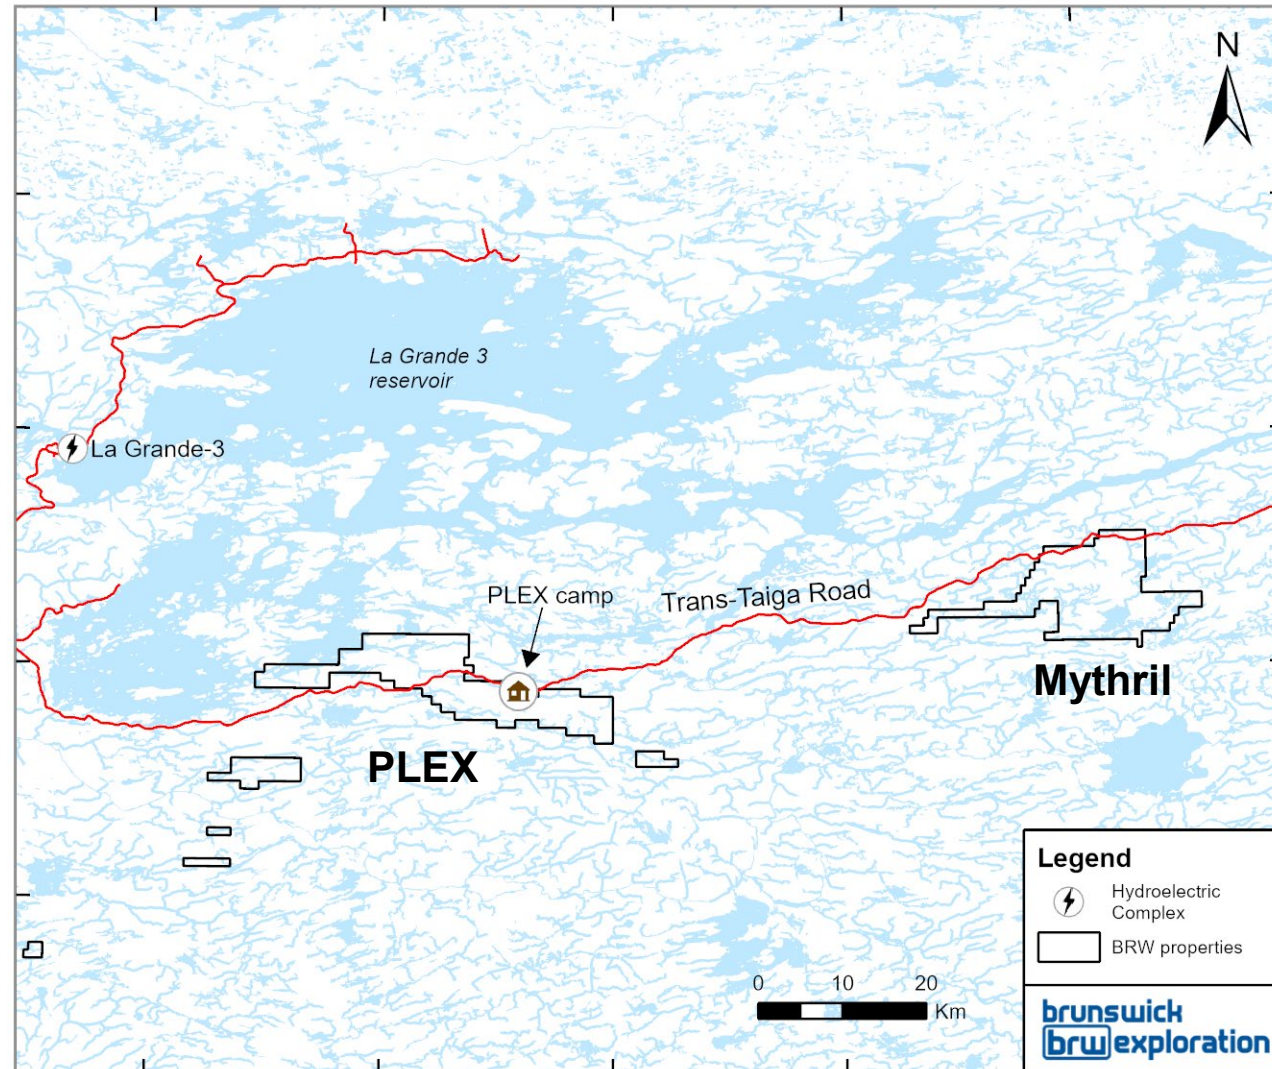 N
La Grande 3
reservoir
La Grande-3
PLEX camp
Trans-Taiga Road
Mythril
PLEX
Legend
Hydroelectric
Complex
BRW properties
0 10 20
Km
brunswick
brw exploration